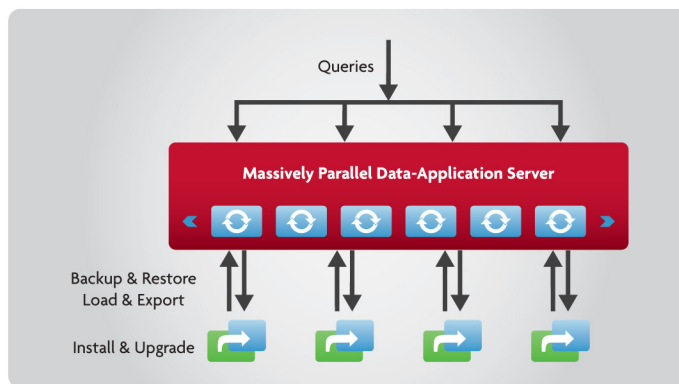 Queries
Massively Parallel Data-Application Server
Backup & Restore
Load & Export
Install & Upgrade